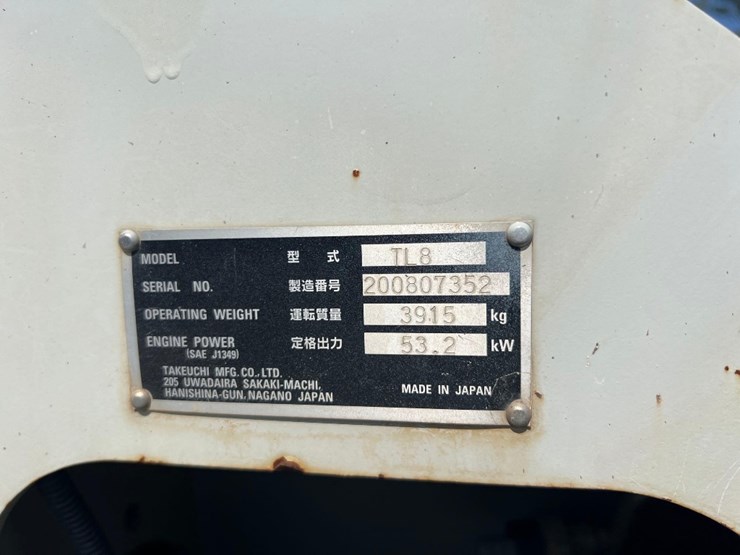 MODEL 型式 TL8
SERIAL NO. 製造番号 200807352
OPERATING WEIGHT 運転質量 3915 kg
ENGINE POWER 定格出力 53.2 kW
(SAE J1349)
TAKEUCHI MFG.CO.,LTD.
205 UWADAIRA SAKAKI-MACHI.
HANISHINA-GUN. NAGANO JAPAN
MADE IN JAPAN